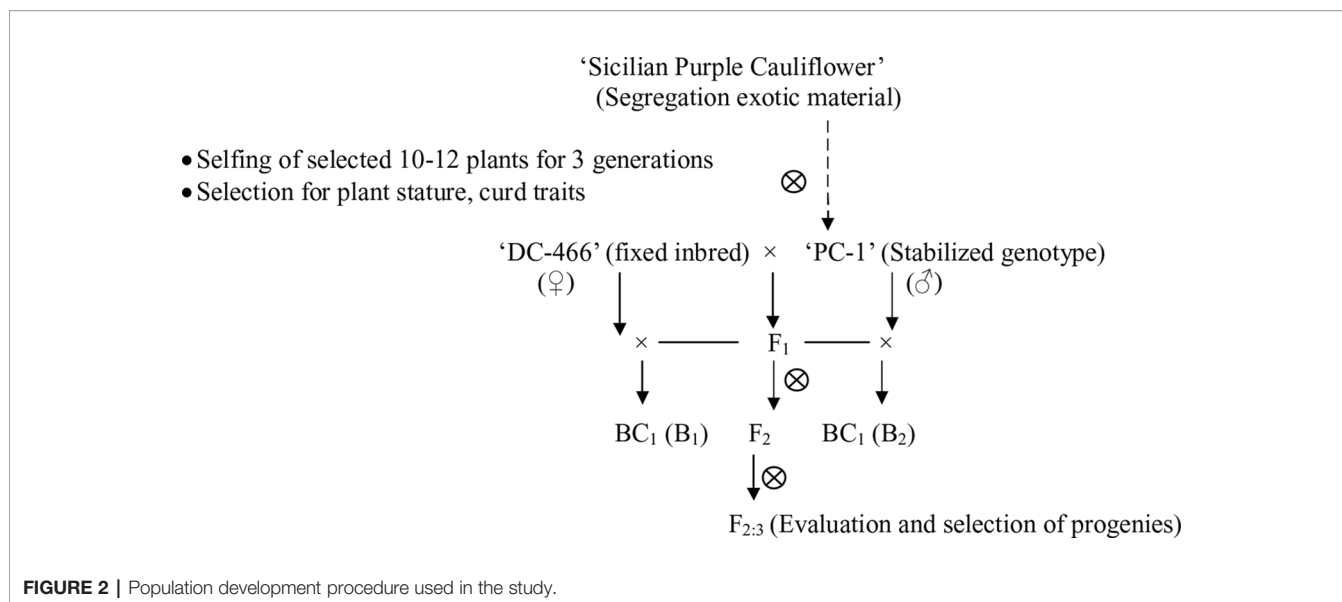 ‘Sicilian Purple Cauliflower’
(Segregation exotic material)
• Selfing of selected 10-12 plants for 3 generations
• Selection for plant stature, curd traits
⊗
‘DC-466’ (fixed inbred) × ‘PC-1’ (Stabilized genotype)
(♀) (♂)
× F₁ ×
⊗
BC₁ (B₁) F₂ BC₁ (B₂)
⊗
F₂:₃ (Evaluation and selection of progenies)
FIGURE 2 | Population development procedure used in the study.